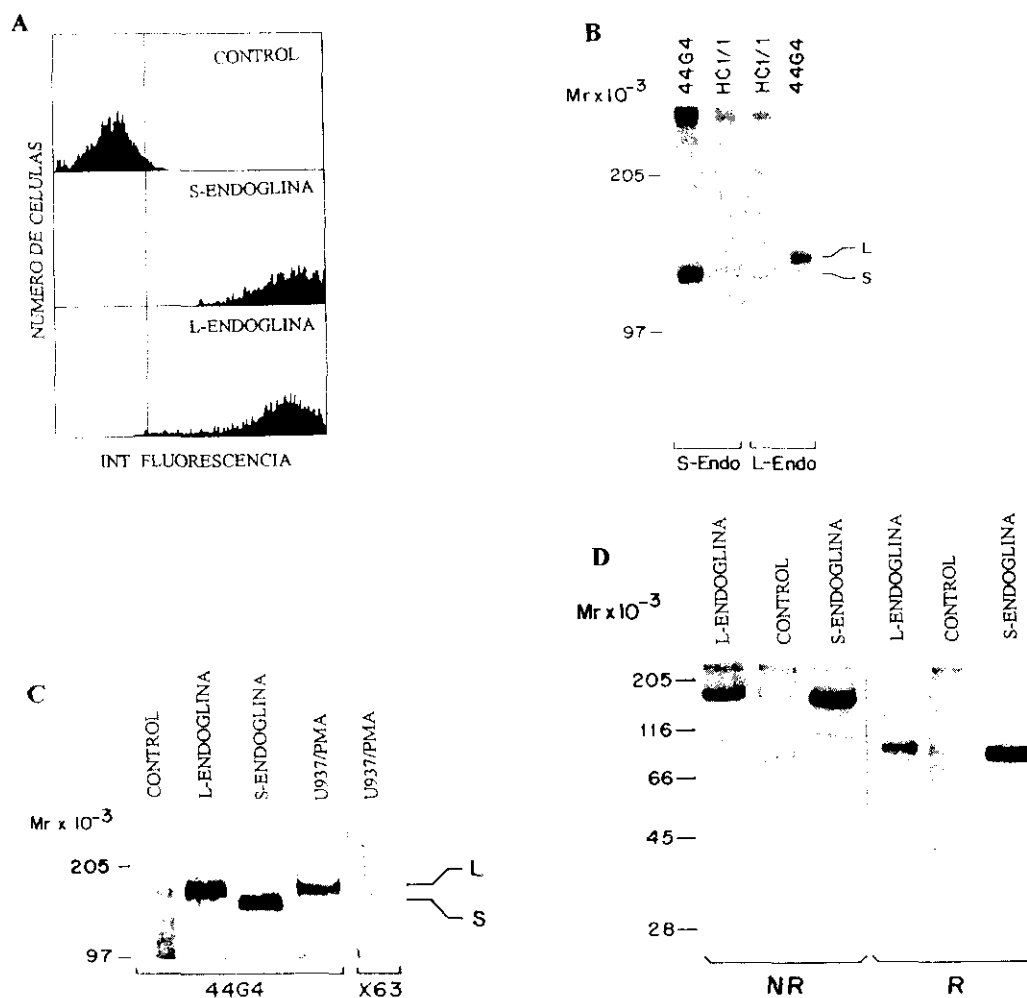 A
CONTROL
S-ENDOGLINA
L-ENDOGLINA
NUMERO DE CELULAS
INT FLUORESCENCIA
B
Mr x 10⁻³
44G4
HC1/1
HC1/1
44G4
205
97
L
S
S-Endo
L-Endo
C
Mr x 10⁻³
CONTROL
L-ENDOGLINA
S-ENDOGLINA
U937/PMA
U937/PMA
205
97
L
S
44G4
X63
D
Mr x 10⁻³
L-ENDOGLINA
CONTROL
S-ENDOGLINA
L-ENDOGLINA
CONTROL
S-ENDOGLINA
205
116
66
45
28
NR
R